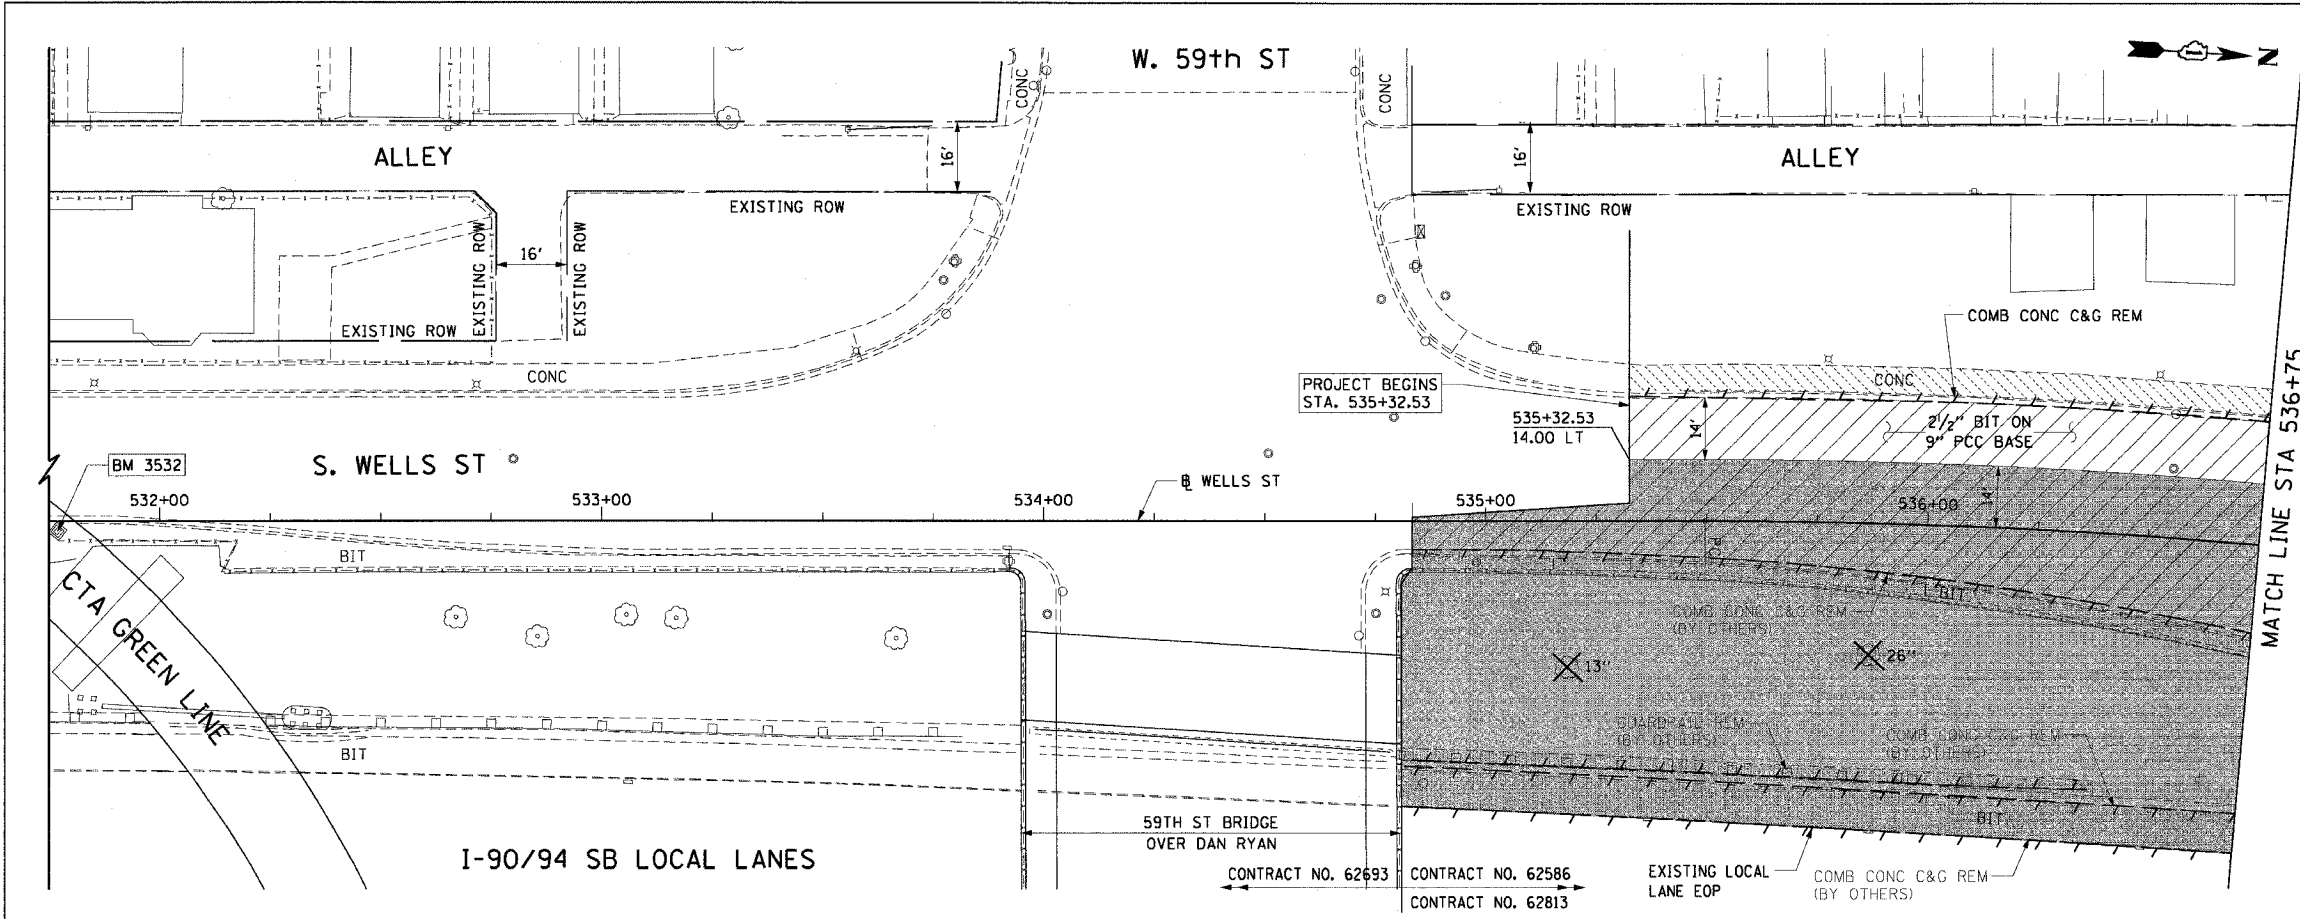 W. 59th ST
N
CONC
CONC
ALLEY
16'
16'
ALLEY
EXISTING ROW
EXISTING ROW
EXISTING ROW
16'
EXISTING ROW
EXISTING ROW
COMB CONC C&G REM
CONC
CONC
PROJECT BEGINS
STA. 535+32.53
535+32.53
14.00 LT
14'
2 1/2" BIT ON
9" PCC BASE
MATCH LINE STA 536+75
BM 3532
S. WELLS ST
℄ WELLS ST
532+00
533+00
534+00
535+00
536+00
14'
BIT
BIT
CTA GREEN LINE
COMB CONC C&G REM
(BY OTHERS)
13"
26"
GUARDRAIL REM
(BY OTHERS)
COMB CONC C&G REM
(BY OTHERS)
BIT
BIT
59TH ST BRIDGE
OVER DAN RYAN
I-90/94 SB LOCAL LANES
CONTRACT NO. 62693
CONTRACT NO. 62586
CONTRACT NO. 62813
EXISTING LOCAL
LANE EOP
COMB CONC C&G REM
(BY OTHERS)